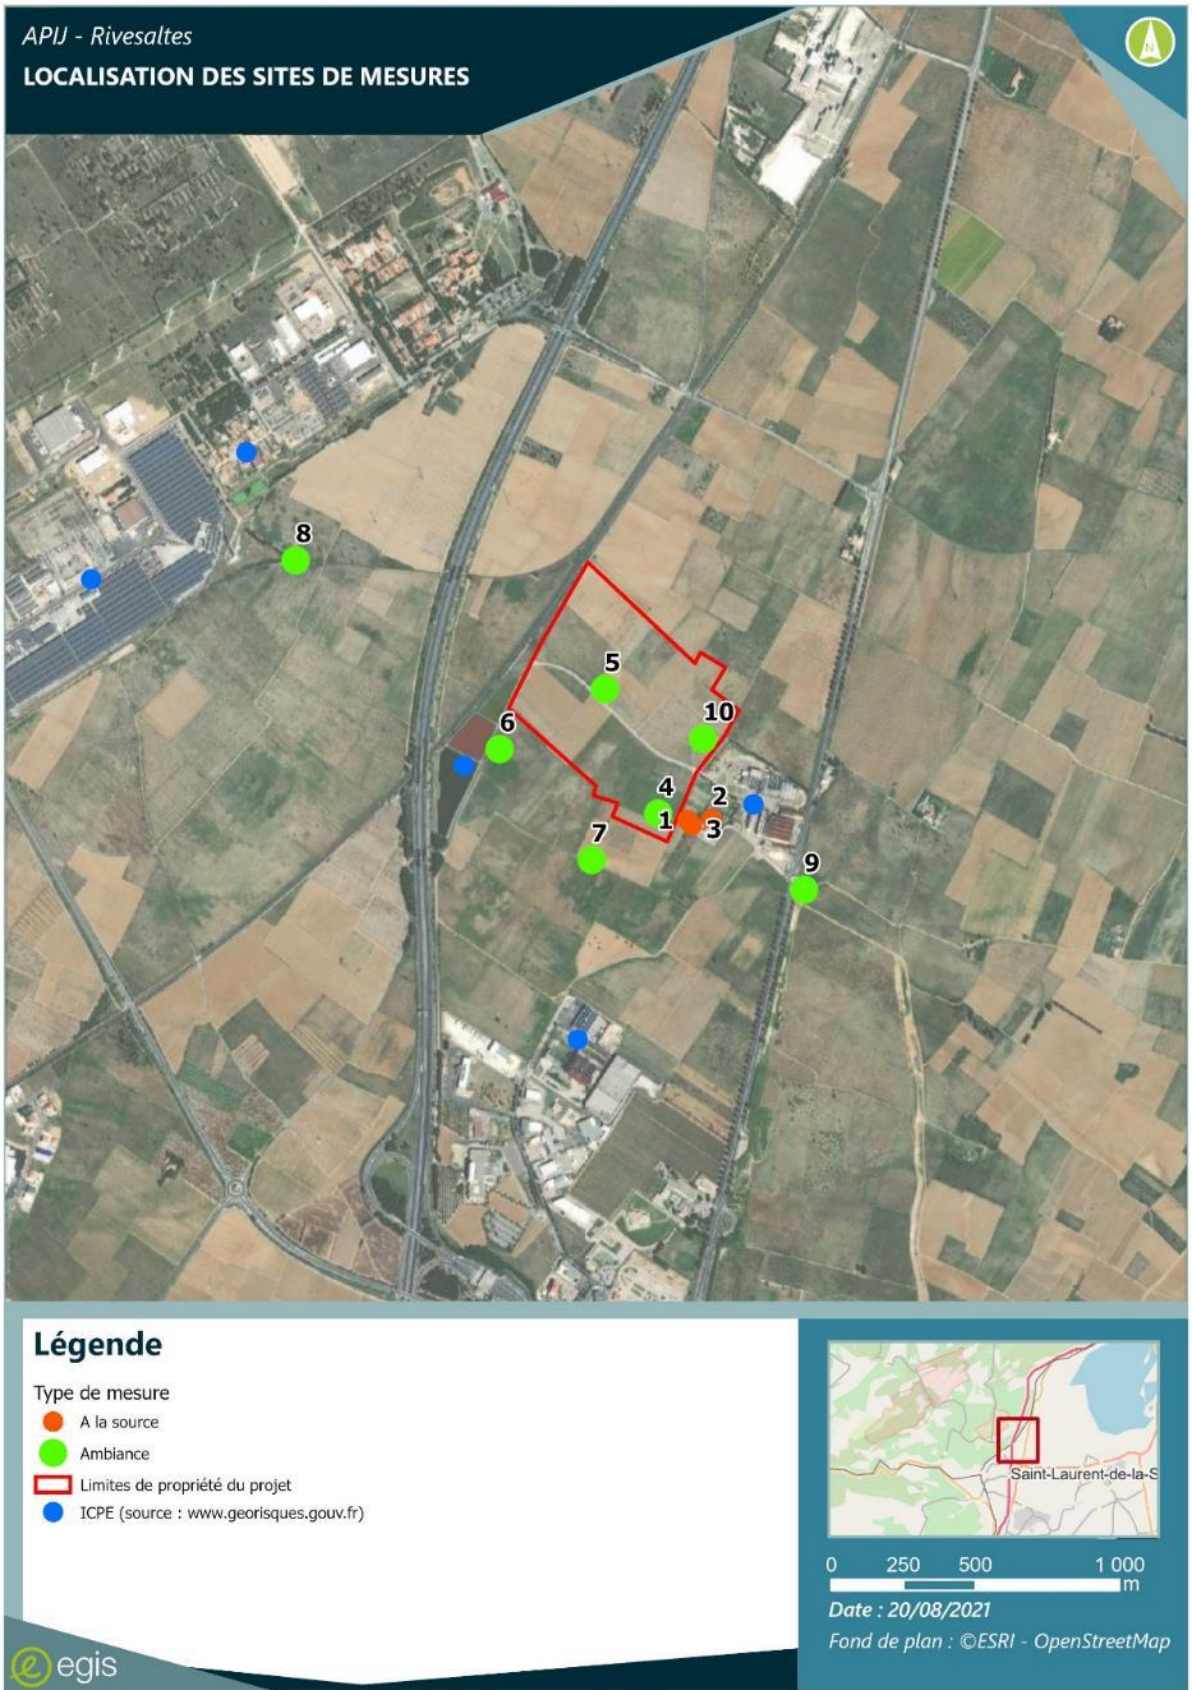 APIJ - Rivesaltes
LOCALISATION DES SITES DE MESURES
N
8
5
6
10
4
2
1
3
7
9
Légende
Type de mesure
A la source
Ambiance
Limites de propriété du projet
ICPE (source : www.georisques.gouv.fr)
Saint-Laurent-de-la-S
0 250 500 1 000
m
Date : 20/08/2021
Fond de plan : ©ESRI - OpenStreetMap
e egis